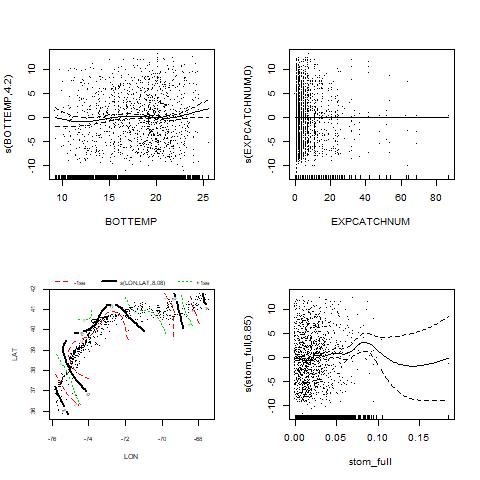 s(BOTTEMP,4.2)
10
5
0
-5
-10
10 15 20 25
BOTTEMP
s(EXPCATCHNUM,0)
10
5
0
-5
-10
0 20 40 60 80
EXPCATCHNUM
-1se s(LON,LAT,8.08) +1se
LAT
42
41
40
39
38
37
36
-76 -74 -72 -70 -68
LON
s(stom_full,6.85)
10
5
0
-5
-10
0.00 0.05 0.10 0.15
stom_full